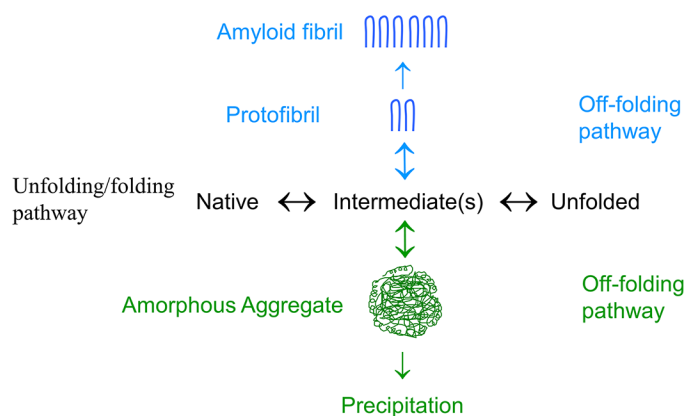 Amyloid fibril
Protofibril
Off-folding
pathway
Unfolding/folding
pathway
Native
Intermediate(s)
Unfolded
Amorphous Aggregate
Off-folding
pathway
Precipitation